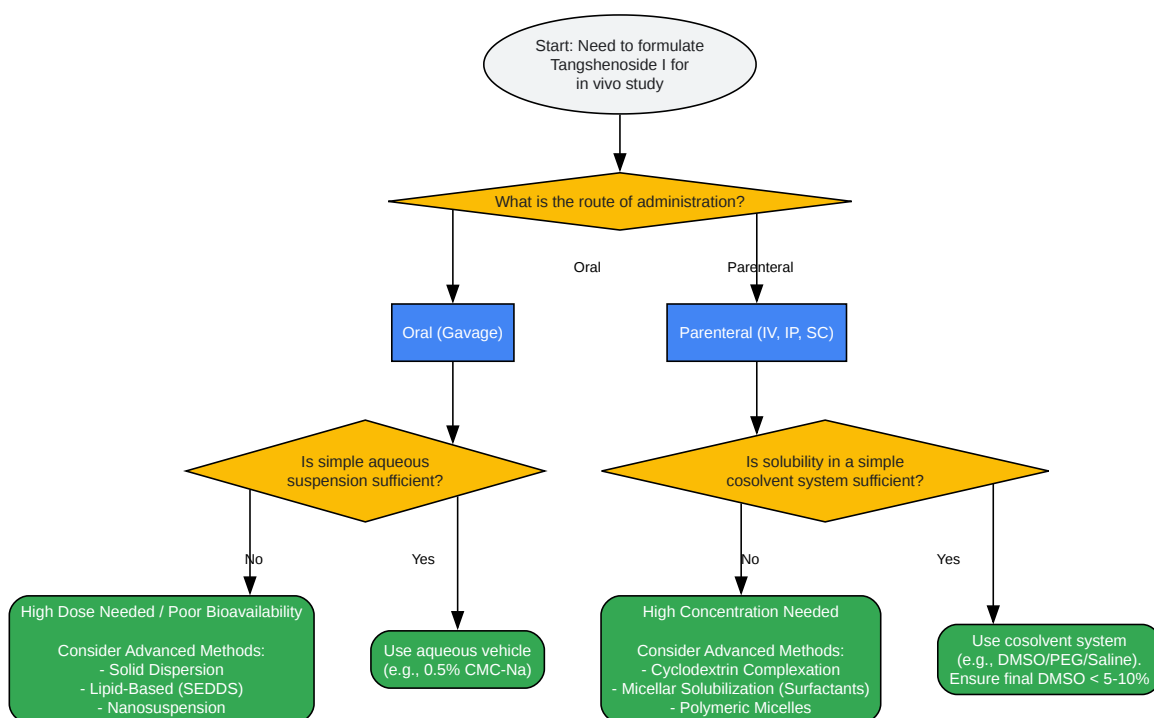 Start: Need to formulate
Tangshenoside I for
in vivo study
What is the route of administration?
Oral
Parenteral
Oral (Gavage)
Parenteral (IV, IP, SC)
Is simple aqueous
suspension sufficient?
Is solubility in a simple
cosolvent system sufficient?
No
Yes
No
Yes
High Dose Needed / Poor Bioavailability
Consider Advanced Methods:
- Solid Dispersion
- Lipid-Based (SEDDS)
- Nanosuspension
Use aqueous vehicle
(e.g., 0.5% CMC-Na)
High Concentration Needed
Consider Advanced Methods:
- Cyclodextrin Complexation
- Micellar Solubilization (Surfactants)
- Polymeric Micelles
Use cosolvent system
(e.g., DMSO/PEG/Saline).
Ensure final DMSO < 5-10%